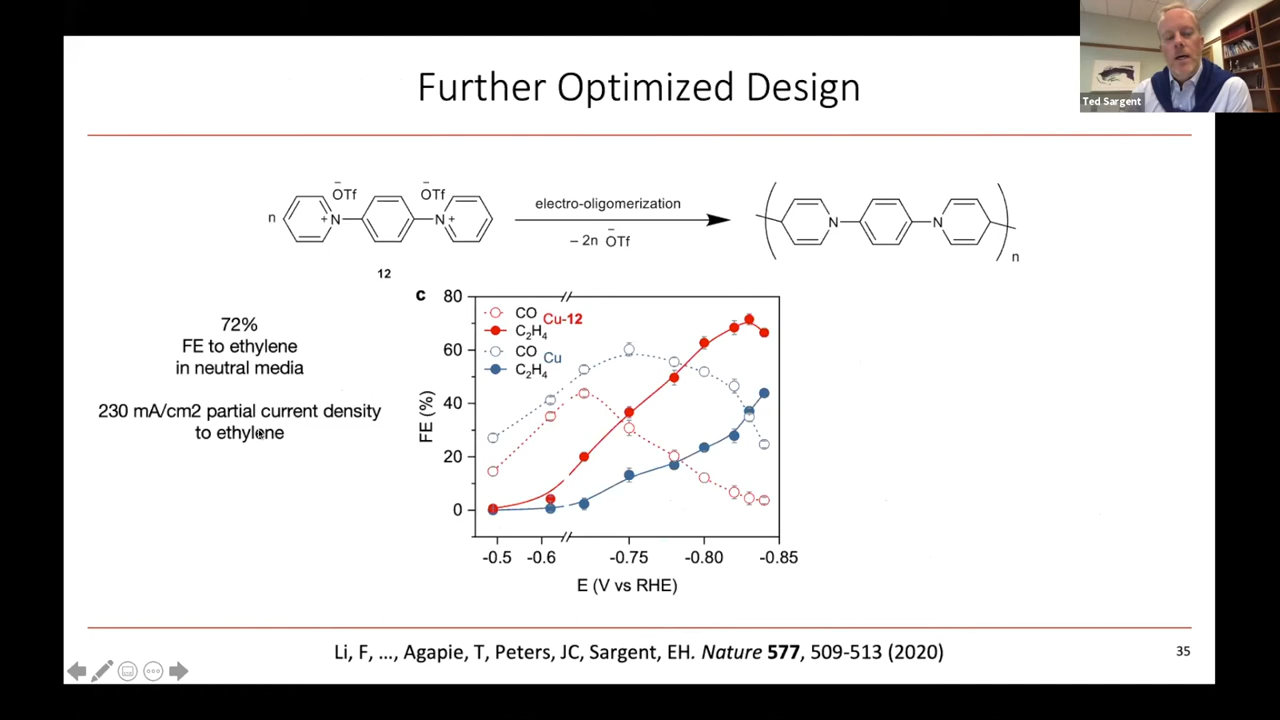 Further Optimized Design
Ted Sargent
OTf
OTf
n
N
N
+
+
12
electro-oligomerization
− 2n OTf
N
N
n
72%
FE to ethylene
in neutral media
230 mA/cm2 partial current density
to ethylene
c
CO
C2H4
Cu-12
CO
C2H4
Cu
80
60
40
20
0
FE (%)
-0.5 -0.6 -0.75 -0.80 -0.85
E (V vs RHE)
Li, F, ..., Agapie, T, Peters, JC, Sargent, EH. Nature 577, 509-513 (2020)
35